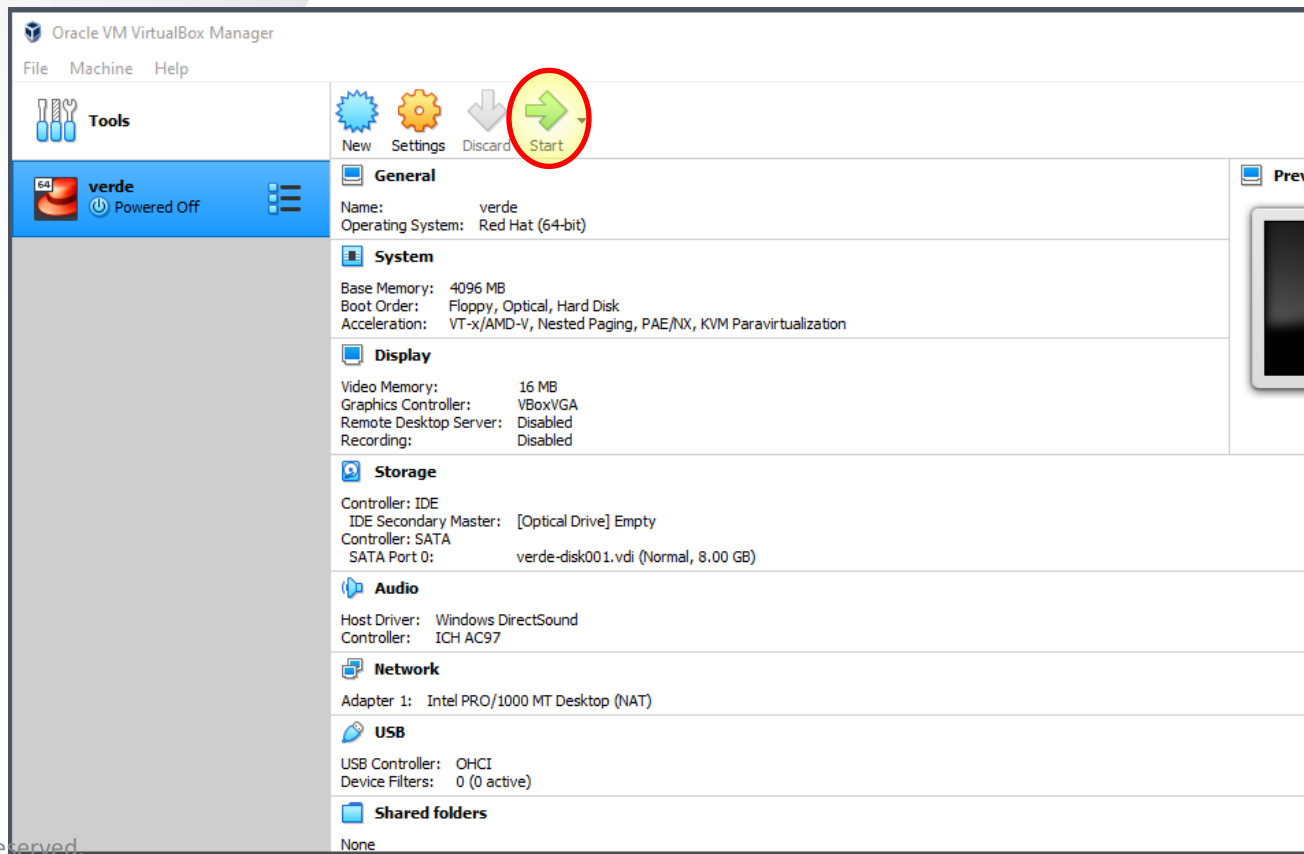 Oracle VM VirtualBox Manager
File Machine Help
Tools
New Settings Discard Start
64
verde
Powered Off
General
Name: verde
Operating System: Red Hat (64-bit)
System
Base Memory: 4096 MB
Boot Order: Floppy, Optical, Hard Disk
Acceleration: VT-x/AMD-V, Nested Paging, PAE/NX, KVM Paravirtualization
Display
Video Memory: 16 MB
Graphics Controller: VBoxVGA
Remote Desktop Server: Disabled
Recording: Disabled
Storage
Controller: IDE
IDE Secondary Master: [Optical Drive] Empty
Controller: SATA
SATA Port 0: verde-disk001.vdi (Normal, 8.00 GB)
Audio
Host Driver: Windows DirectSound
Controller: ICH AC97
Network
Adapter 1: Intel PRO/1000 MT Desktop (NAT)
USB
USB Controller: OHCI
Device Filters: 0 (0 active)
Shared folders
None
Prev
eserved.